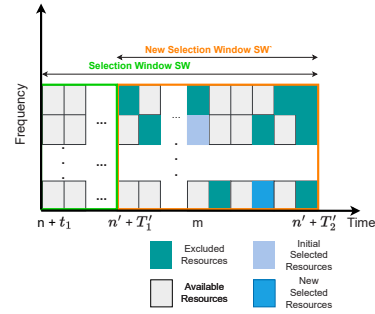 New Selection Window SW'
Selection Window SW
Frequency
... ... ...
...
n + t₁ n′ + T′₁ m n′ + T′₂ Time
Excluded
Resources
Initial
Selected
Resources
Available
Resources
New
Selected
Resources